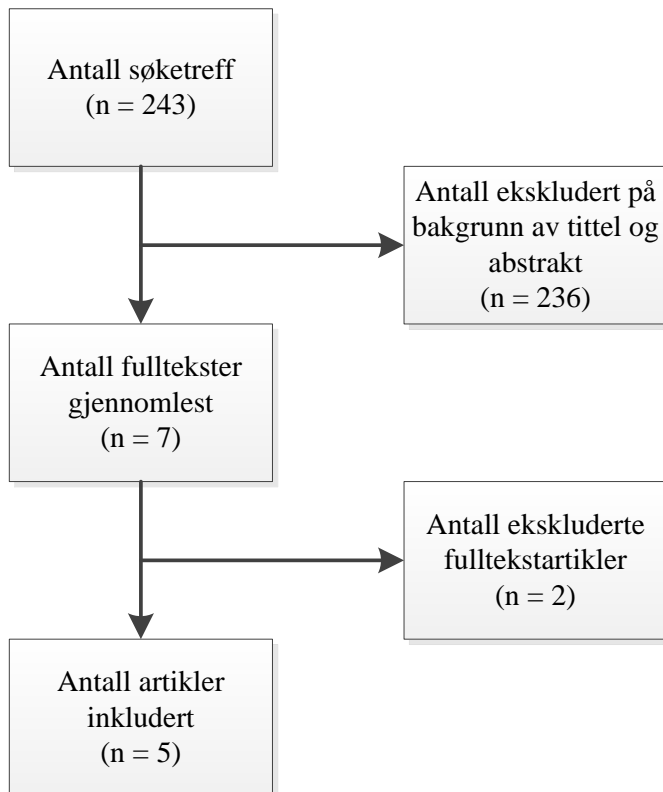 Antall søketreff
(n = 243)
Antall ekskludert på
bakgrunn av tittel og
abstrakt
(n = 236)
Antall fulltekster
gjennomlest
(n = 7)
Antall ekskluderte
fulltekstartikler
(n = 2)
Antall artikler
inkludert
(n = 5)